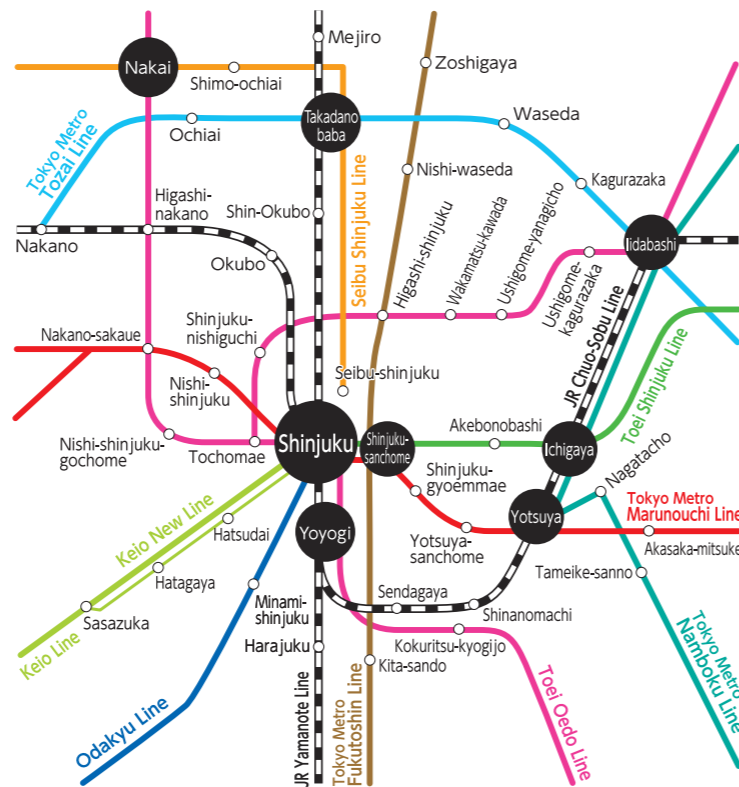 Mejiro
Nakai
Zoshigaya
Shimo-ochiai
Takadano
baba
Waseda
Ochiai
Tokyo Metro
Tozai Line
Nishi-waseda
Kagurazaka
Higashi-
nakano
Shin-Okubo
Seibu Shinjuku Line
Higashi-shinjuku
Wakamatsu-kawada
Ushigome-yanagicho
Ushigome-
kagurazaka
Iidabashi
Nakano
Okubo
JR Chuo-Sobu Line
Toei Shinjuku Line
Nakano-sakaue
Shinjuku-
nishiguchi
Nishi-
shinjuku
Seibu-shinjuku
Nishi-shinjuku-
gochome
Tochomae
Shinjuku
Shinjuku-
sanchome
Akebonobashi
Ichigaya
Nagatacho
Shinjuku-
gyoemmae
Tokyo Metro
Marunouchi Line
Keio New Line
Hatsudai
Yoyogi
Yotsuya-
sanchome
Yotsuya
Akasaka-mitsuke
Hatagaya
Tameike-sanno
Sasazuka
Keio Line
Minami-
shinjuku
Sendagaya
Shinanomachi
Harajuku
Kokuritsu-kyogijo
Kita-sando
Tokyo Metro
Namboku Line
Odakyu Line
JR Yamanote Line
Tokyo Metro
Fukutoshin Line
Toei Oedo Line